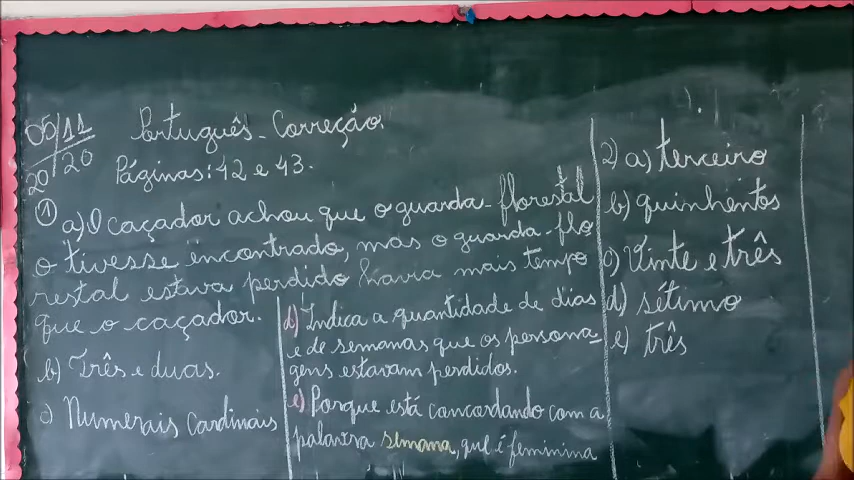 05/11
2020
Português - Correção.
Páginas: 42 e 43.
1 a) O caçador achou que o guarda-florestal
o tivesse encontrado, mas o guarda-flo
restal estava perdido havia mais tempo
que o caçador.
b) Três e duas.
c) Numerais Cardinais
d) Indica a quantidade de dias
e de semanas que os persona-
gens estavam perdidos.
e) Porque está concordando com a
palavra semana, que é feminina
2) a) terceiro
b) quinhentos
c) Vinte e três
d) sétimo
e) três